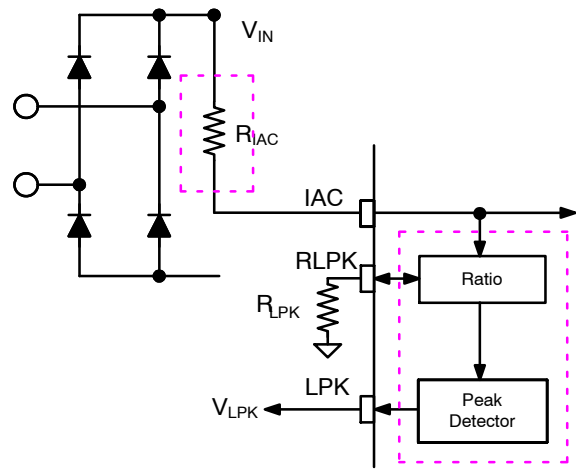 VIN
RIAC
IAC
RLPK
Ratio
RLPK
LPK
VLPK
Peak
Detector